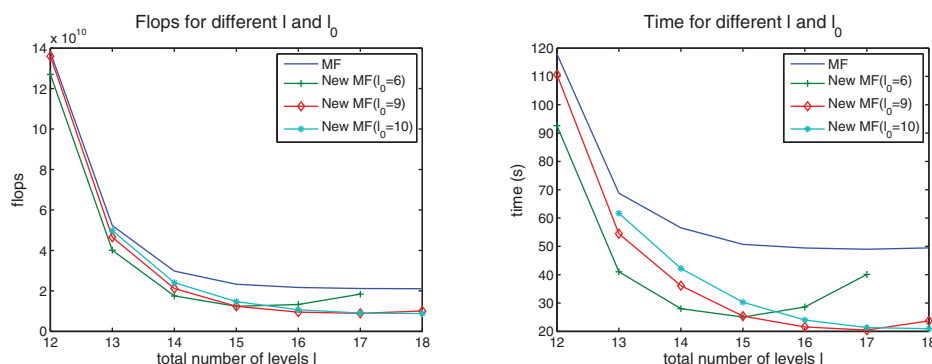 Flops for different l and l0
14 x 10^10
12
10
8
6
4
2
0
flops
12 13 14 15 16 17 18
total number of levels l
MF
New MF(l0=6)
New MF(l0=9)
New MF(l0=10)
Time for different l and l0
120
110
100
90
80
70
60
50
40
30
20
time (s)
12 13 14 15 16 17 18
total number of levels l
MF
New MF(l0=6)
New MF(l0=9)
New MF(l0=10)